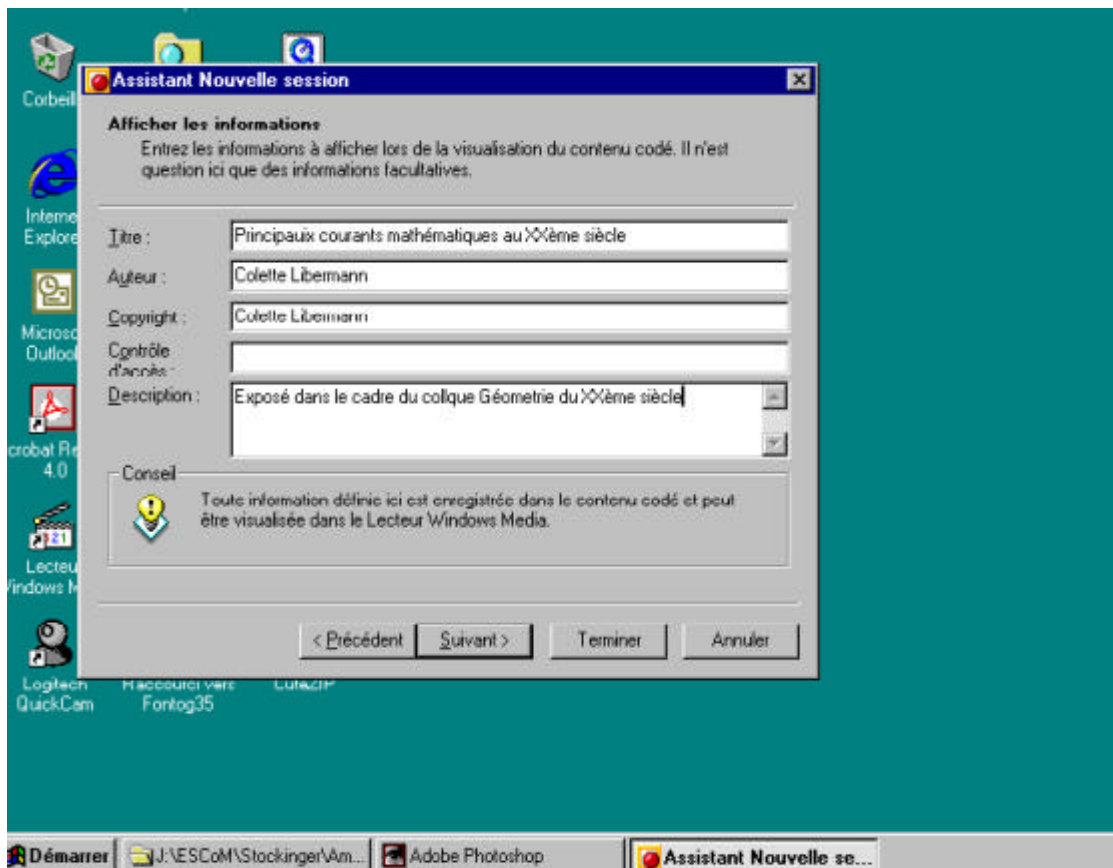 Corbeill
Assistant Nouvelle session
Afficher les informations
Entrez les informations à afficher lors de la visualisation du contenu codé. Il n'est
question ici que des informations facultatives.
Interne
Explore
Titre :
Principauix courants mathématiques au XXème siècle
Auteur :
Colette Libermann
Copyright :
Colette Libermann
Microso
Outlool
Contrôle
d'accès :
Description :
Exposé dans le cadre du collque Géometrie du XXème siècle
crobat Re
4.0
Conseil
Toute information définie ici est enregistrée dans le contenu codé et peut
être visualisée dans le Lecteur Windows Media.
Lecteu
Windows M
< Précédent
Suivant >
Terminer
Annuler
Logitech
QuickCam
Raccourci vers
Fontog35
CuteZIP
Démarrer
J:\ESCoM\Stockinger\Am...
Adobe Photoshop
Assistant Nouvelle se...